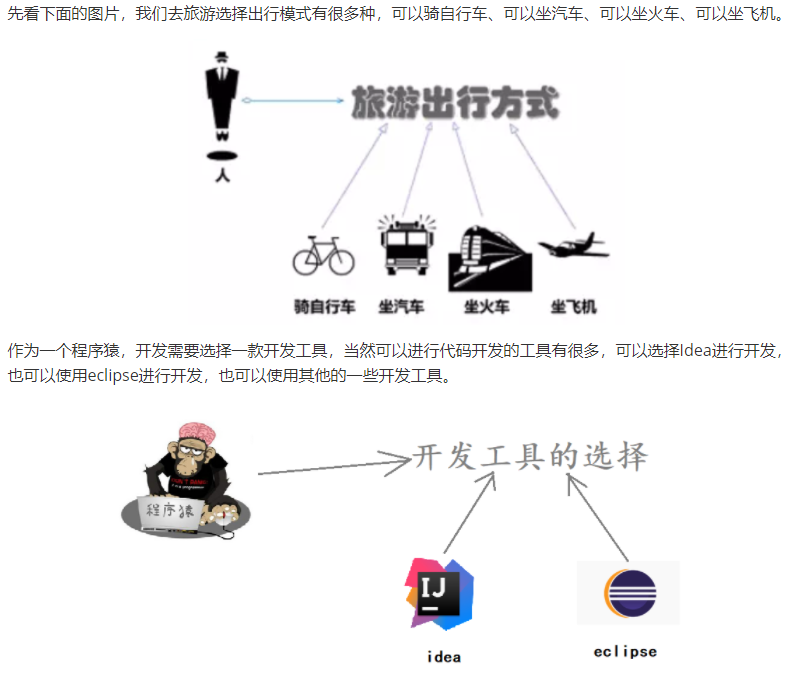 先看下面的图片，我们去旅游选择出行模式有很多种，可以骑自行车、可以坐汽车、可以坐火车、可以坐飞机。
旅游出行方式
人
骑自行车 坐汽车 坐火车 坐飞机
作为一个程序猿，开发需要选择一款开发工具，当然可以进行代码开发的工具有很多，可以选择Idea进行开发，
也可以使用eclipse进行开发，也可以使用其他的一些开发工具。
开发工具的选择
程序猿
IJ
idea
eclipse